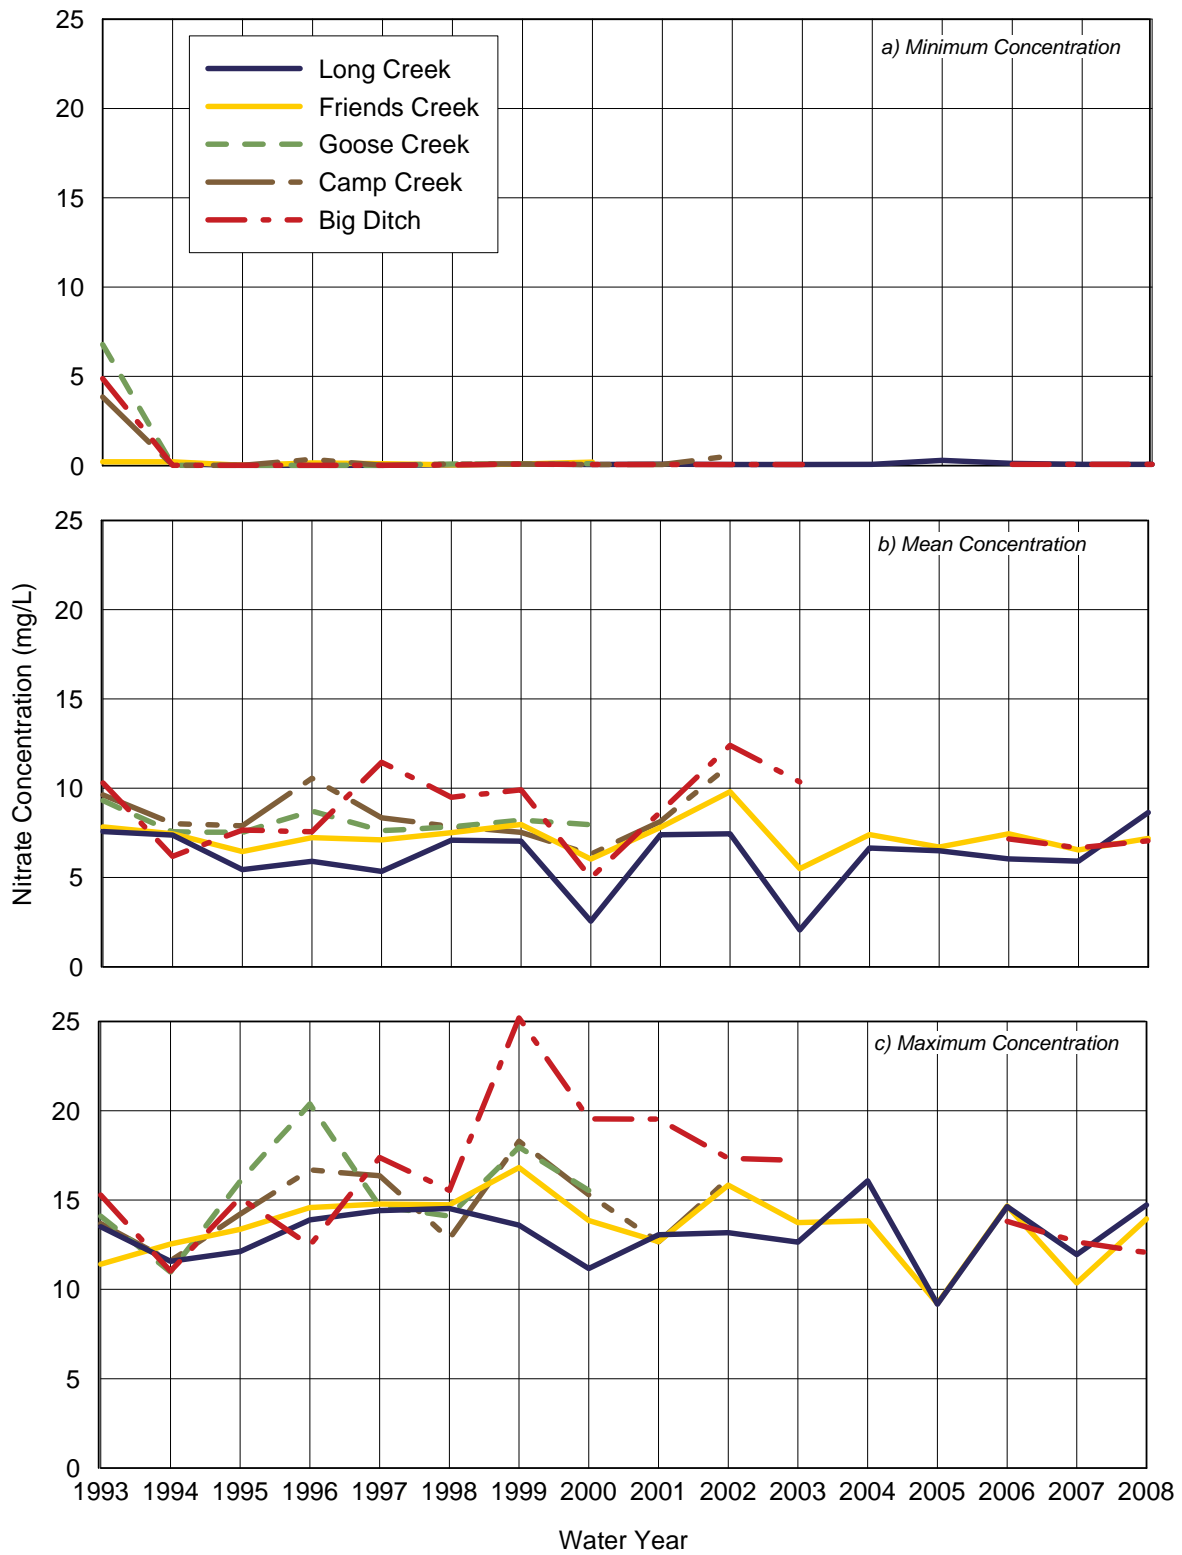 25
20
15
10
5
0
a) Minimum Concentration
Long Creek
Friends Creek
Goose Creek
Camp Creek
Big Ditch
Nitrate Concentration (mg/L)
25
20
15
10
5
0
b) Mean Concentration
25
20
15
10
5
0
c) Maximum Concentration
1993 1994 1995 1996 1997 1998 1999 2000 2001 2002 2003 2004 2005 2006 2007 2008
Water Year